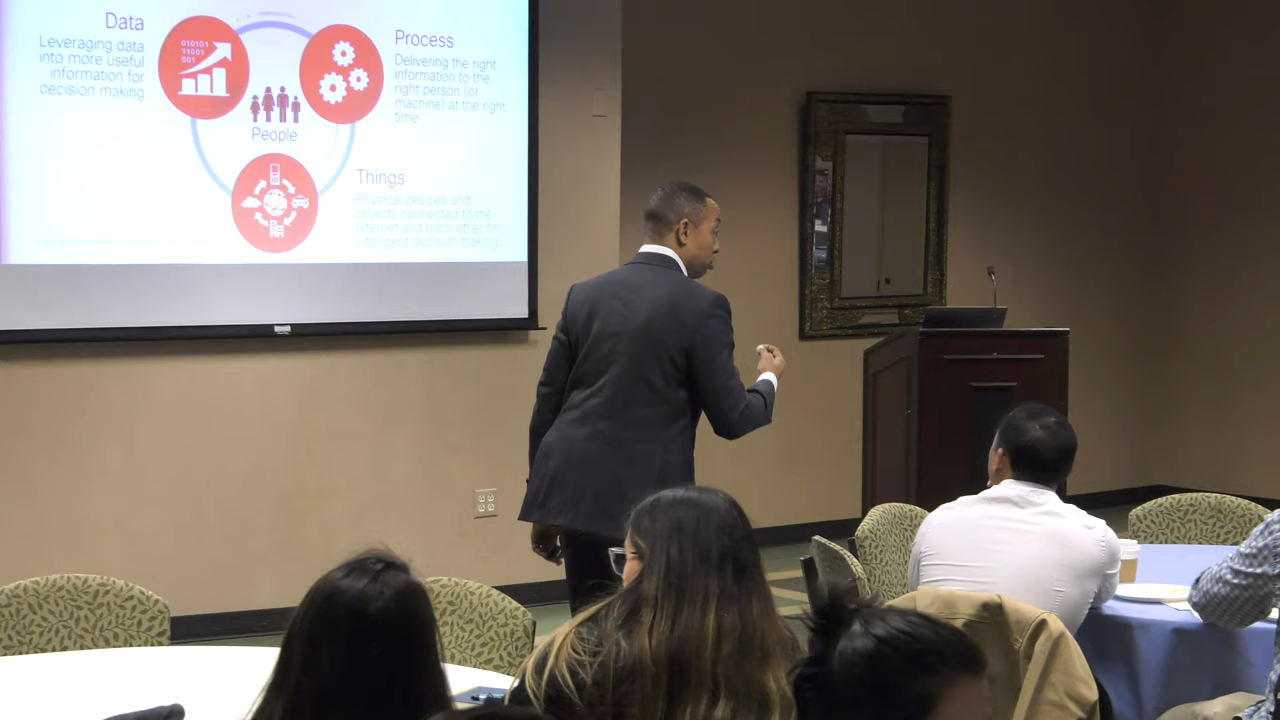 Data
Leveraging data
into more useful
information for
decision making
010101
11001
001
People
Process
Delivering the right
information to the
right person (or
machine) at the right
time
Things
Physical devices and
objects connected to the
Internet and each other for
intelligent decision making